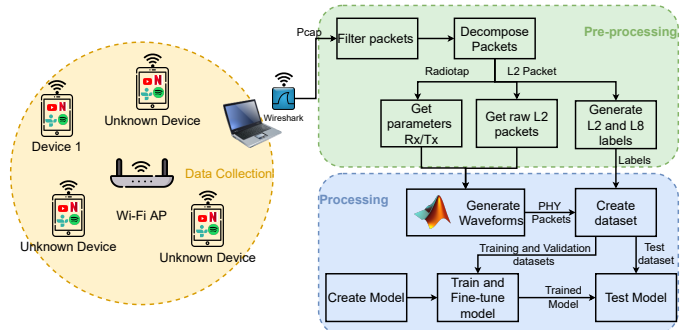 Pcap
Pre-processing
Filter packets
Decompose
Packets
Radiotap
L2 Packet
Get
parameters
Rx/Tx
Get raw L2
packets
Generate
L2 and L8
labels
Labels
Wireshark
Unknown Device
Device 1
Data Collection
Wi-Fi AP
Unknown Device
Unknown Device
Processing
Generate
Waveforms
PHY
Packets
Create
dataset
Training and Validation
datasets
Test
dataset
Create Model
Train and
Fine-tune
model
Trained
Model
Test Model